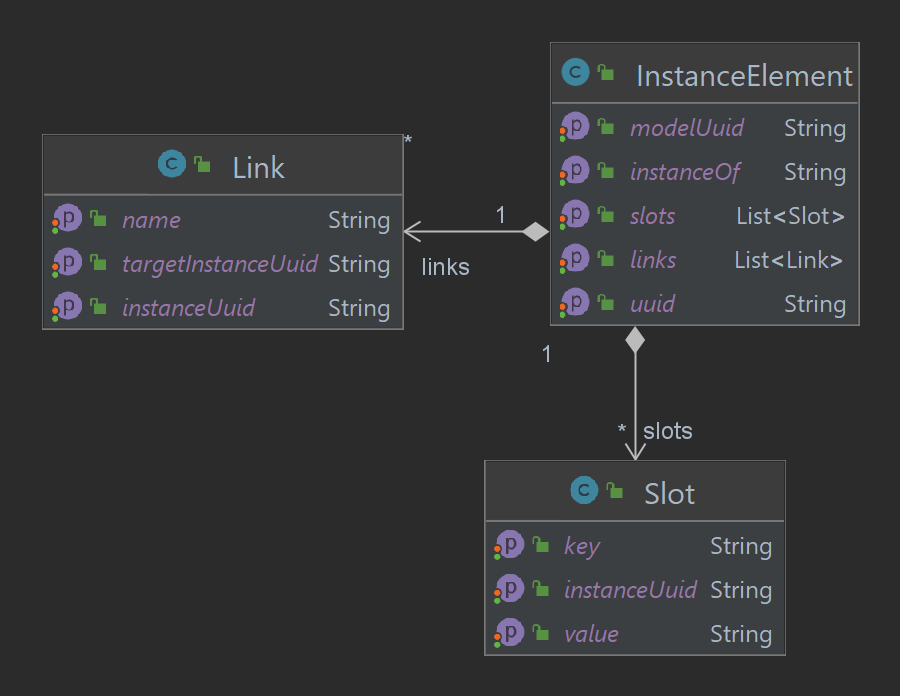 C InstanceElement
p modelUuid String
p instanceOf String
p slots List<Slot>
p links List<Link>
p uuid String
C Link
p name String
p targetInstanceUuid String
p instanceUuid String
*
1
links
1
*
slots
C Slot
p key String
p instanceUuid String
p value String